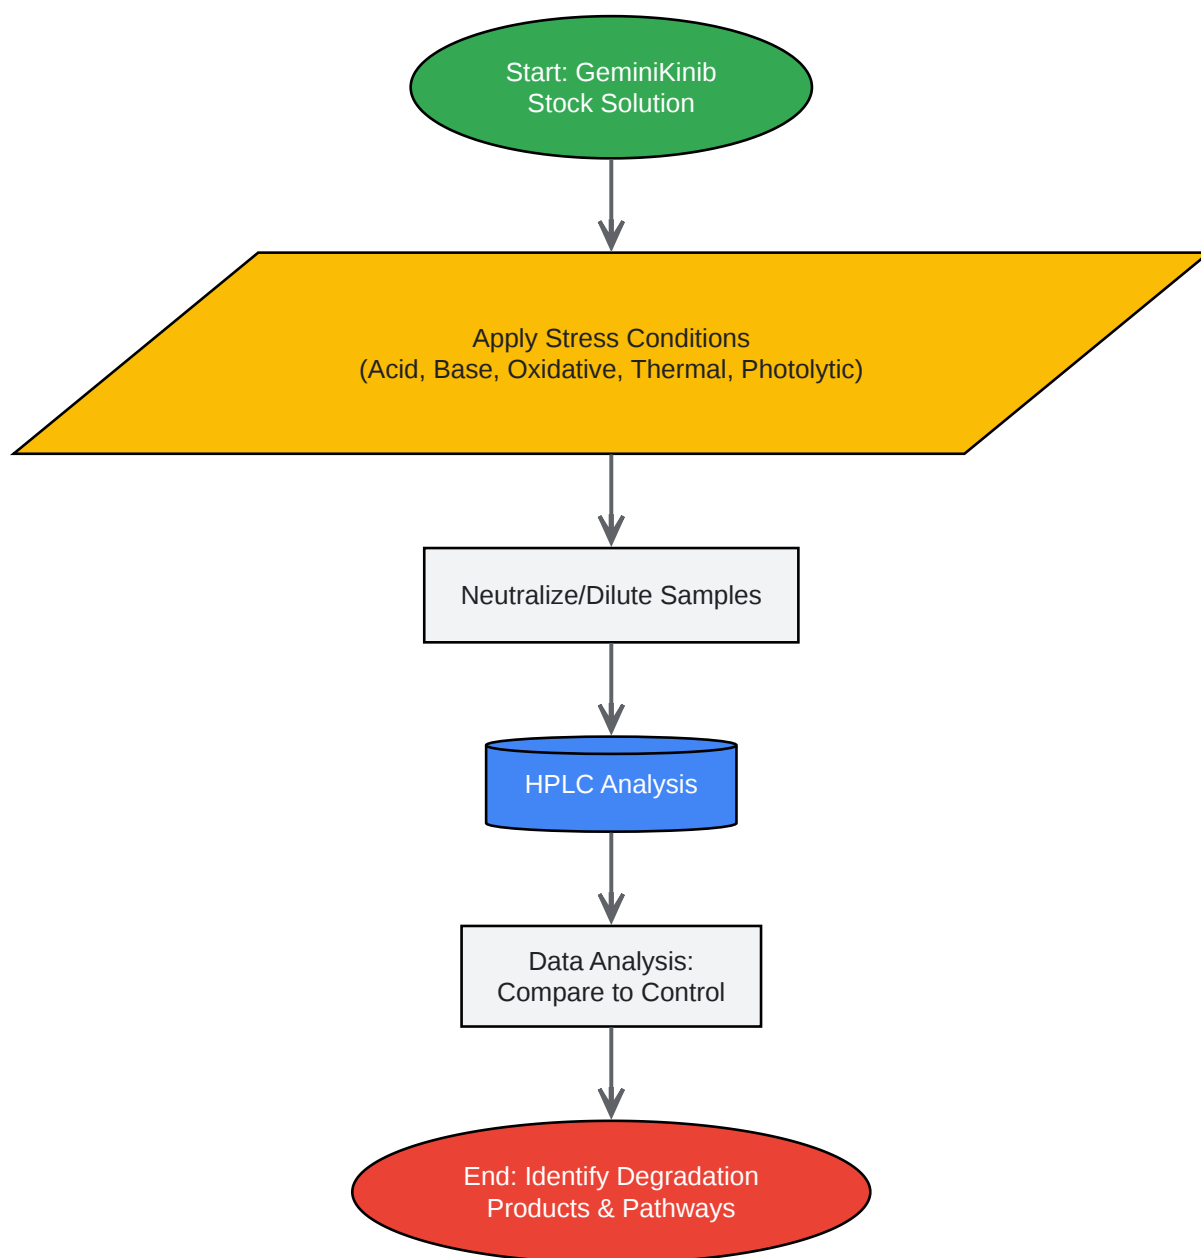 Start: GeminiKinib
Stock Solution
Apply Stress Conditions
(Acid, Base, Oxidative, Thermal, Photolytic)
Neutralize/Dilute Samples
HPLC Analysis
Data Analysis:
Compare to Control
End: Identify Degradation
Products & Pathways